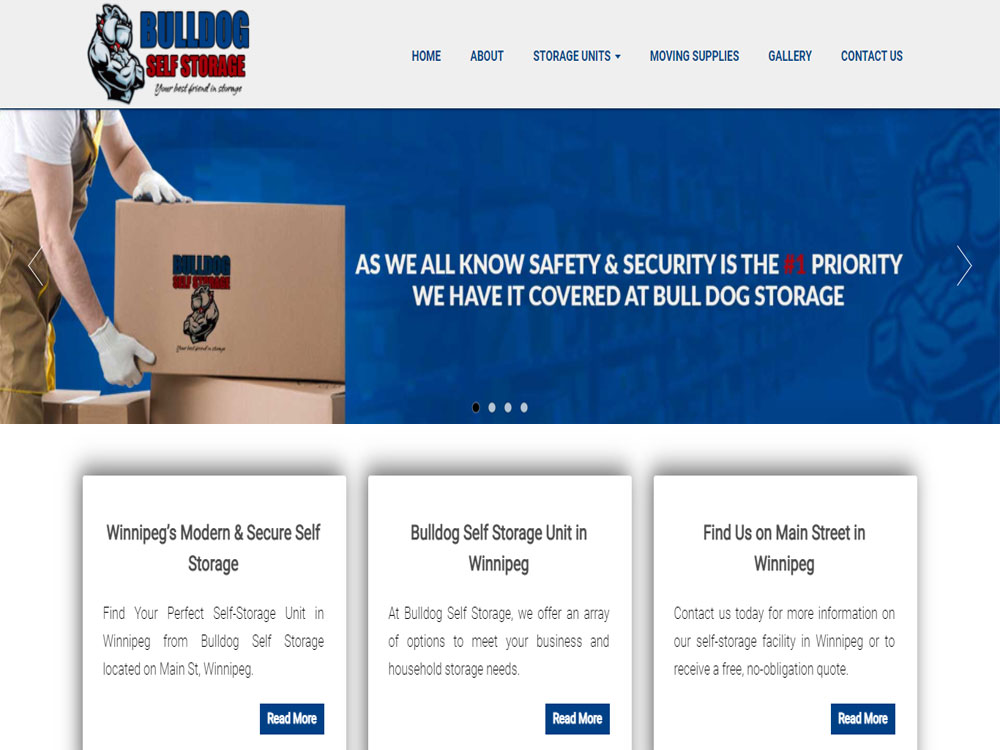 BULLDOG
SELF STORAGE
Your best friend in storage
HOME ABOUT STORAGE UNITS MOVING SUPPLIES GALLERY CONTACT US
BULLDOG
SELF STORAGE
Your best friend in storage
AS WE ALL KNOW SAFETY & SECURITY IS THE #1 PRIORITY
WE HAVE IT COVERED AT BULL DOG STORAGE
Winnipeg’s Modern & Secure Self
Storage
Find Your Perfect Self-Storage Unit in
Winnipeg from Bulldog Self Storage
located on Main St, Winnipeg.
Read More
Bulldog Self Storage Unit in
Winnipeg
At Bulldog Self Storage, we offer an array
of options to meet your business and
household storage needs.
Read More
Find Us on Main Street in
Winnipeg
Contact us today for more information on
our self-storage facility in Winnipeg or to
receive a free, no-obligation quote.
Read More